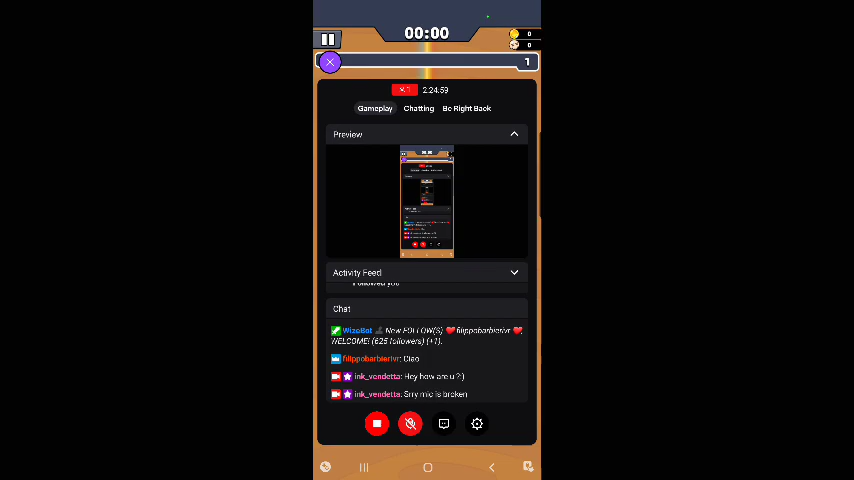 00:00
0
0
1
1 2:24:59
Gameplay Chatting Be Right Back
Preview
Activity Feed
Followed you
Chat
WizeBot New FOLLOW(S) ❤️filippobarbierivr ❤️,
WELCOME! (625 followers) (+1).
filippobarbierivr: Ciao
ink_vendetta: Hey how are u ?:)
ink_vendetta: Srry mic is broken